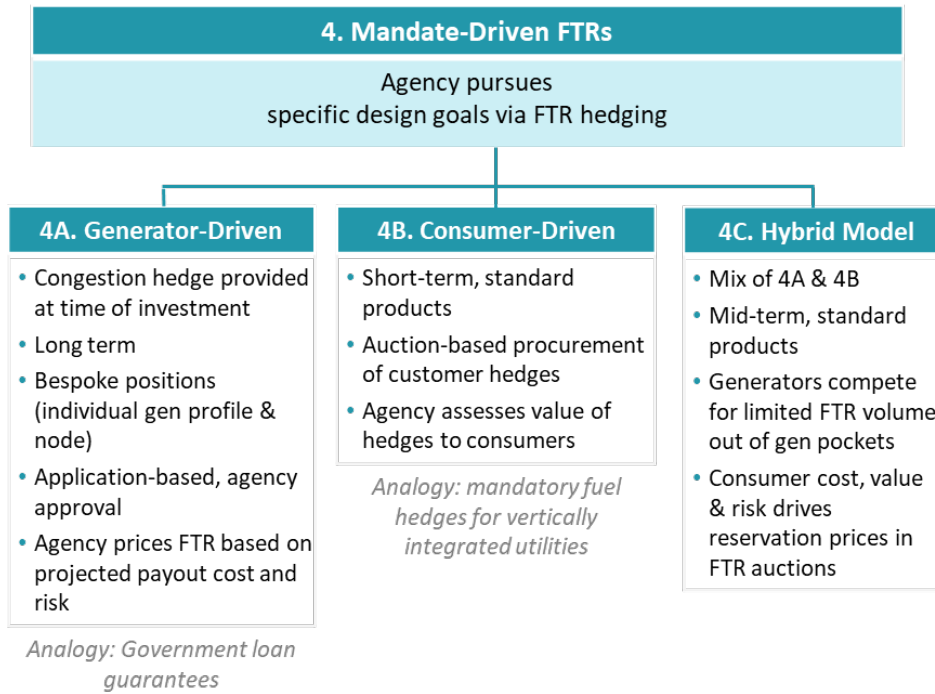 4. Mandate-Driven FTRs
Agency pursues
specific design goals via FTR hedging
4A. Generator-Driven
• Congestion hedge provided
at time of investment
• Long term
• Bespoke positions
(individual gen profile &
node)
• Application-based, agency
approval
• Agency prices FTR based on
projected payout cost and
risk
Analogy: Government loan
guarantees
4B. Consumer-Driven
• Short-term, standard
products
• Auction-based procurement
of customer hedges
• Agency assesses value of
hedges to consumers
Analogy: mandatory fuel
hedges for vertically
integrated utilities
4C. Hybrid Model
• Mix of 4A & 4B
• Mid-term, standard
products
• Generators compete
for limited FTR volume
out of gen pockets
• Consumer cost, value
& risk drives
reservation prices in
FTR auctions